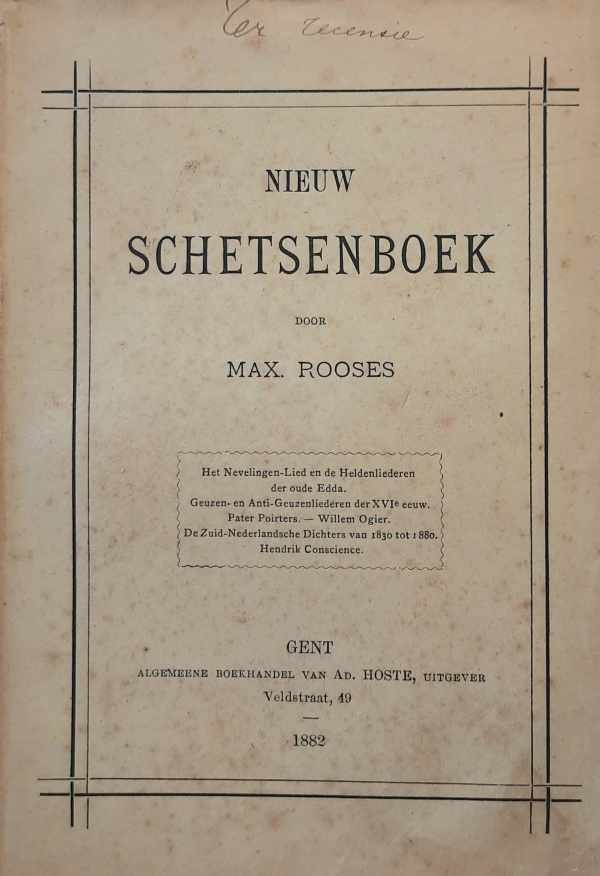 Ter recensie
NIEUW
SCHETSENBOEK
DOOR
MAX. ROOSES
Het Nevelingen-Lied en de Heldenliederen
der oude Edda.
Geuzen- en Anti-Geuzenliederen der XVIe eeuw.
Pater Poirters. — Willem Ogier.
De Zuid-Nederlandsche Dichters van 1830 tot 1880.
Hendrik Conscience.
GENT
ALGEMEENE BOEKHANDEL VAN AD. HOSTE, UITGEVER
Veldstraat, 49
1882